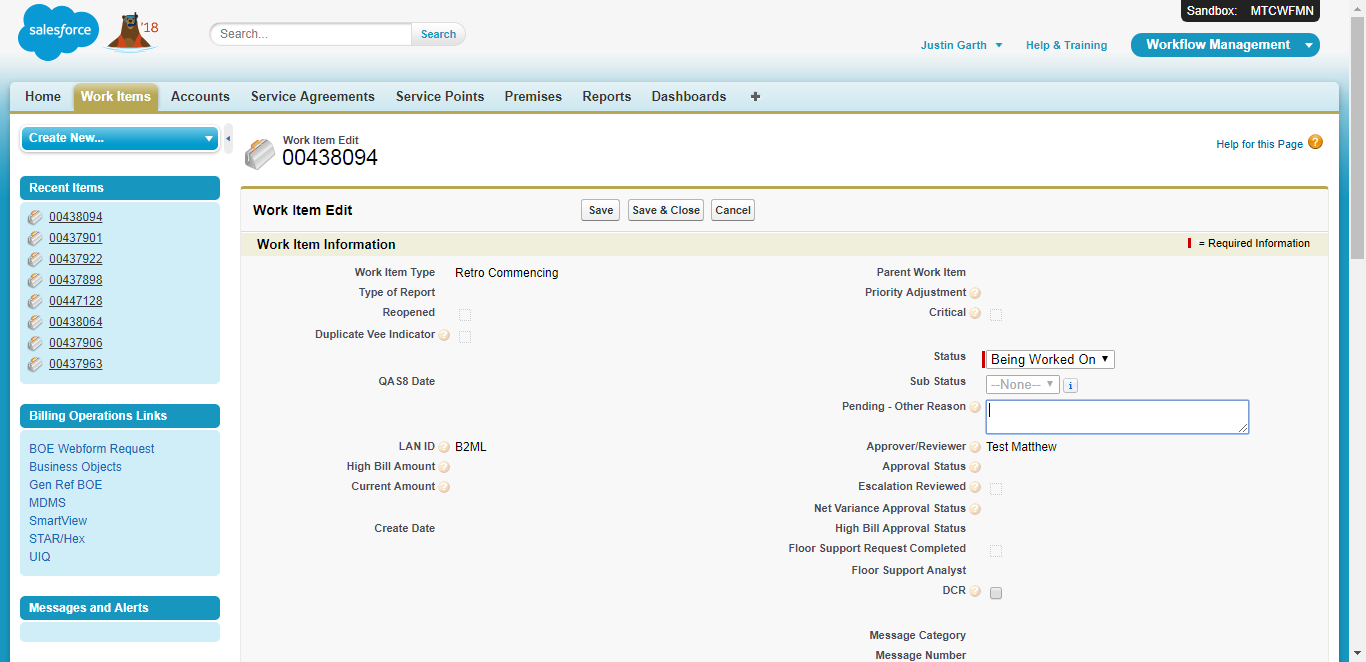 Sandbox: MTCWFMN
salesforce
'18
Search...
Search
Justin Garth
Help & Training
Workflow Management
Home
Work Items
Accounts
Service Agreements
Service Points
Premises
Reports
Dashboards
+
Create New...
Recent Items
00438094
00437901
00437922
00437898
00447128
00438064
00437906
00437963
Billing Operations Links
BOE Webform Request
Business Objects
Gen Ref BOE
MDMS
SmartView
STAR/Hex
UIQ
Messages and Alerts
Work Item Edit
00438094
Help for this Page ?
Work Item Edit
Save
Save & Close
Cancel
Work Item Information
= Required Information
Work Item Type Retro Commencing
Parent Work Item
Type of Report
Priority Adjustment ?
Reopened
Critical ?
Duplicate Vee Indicator ?
Status Being Worked On
QAS8 Date
Sub Status --None-- i
Pending - Other Reason ?
LAN ID ? B2ML
Approver/Reviewer ? Test Matthew
High Bill Amount ?
Approval Status ?
Current Amount ?
Escalation Reviewed ?
Net Variance Approval Status ?
Create Date
High Bill Approval Status
Floor Support Request Completed
Floor Support Analyst
DCR ?
Message Category
Message Number